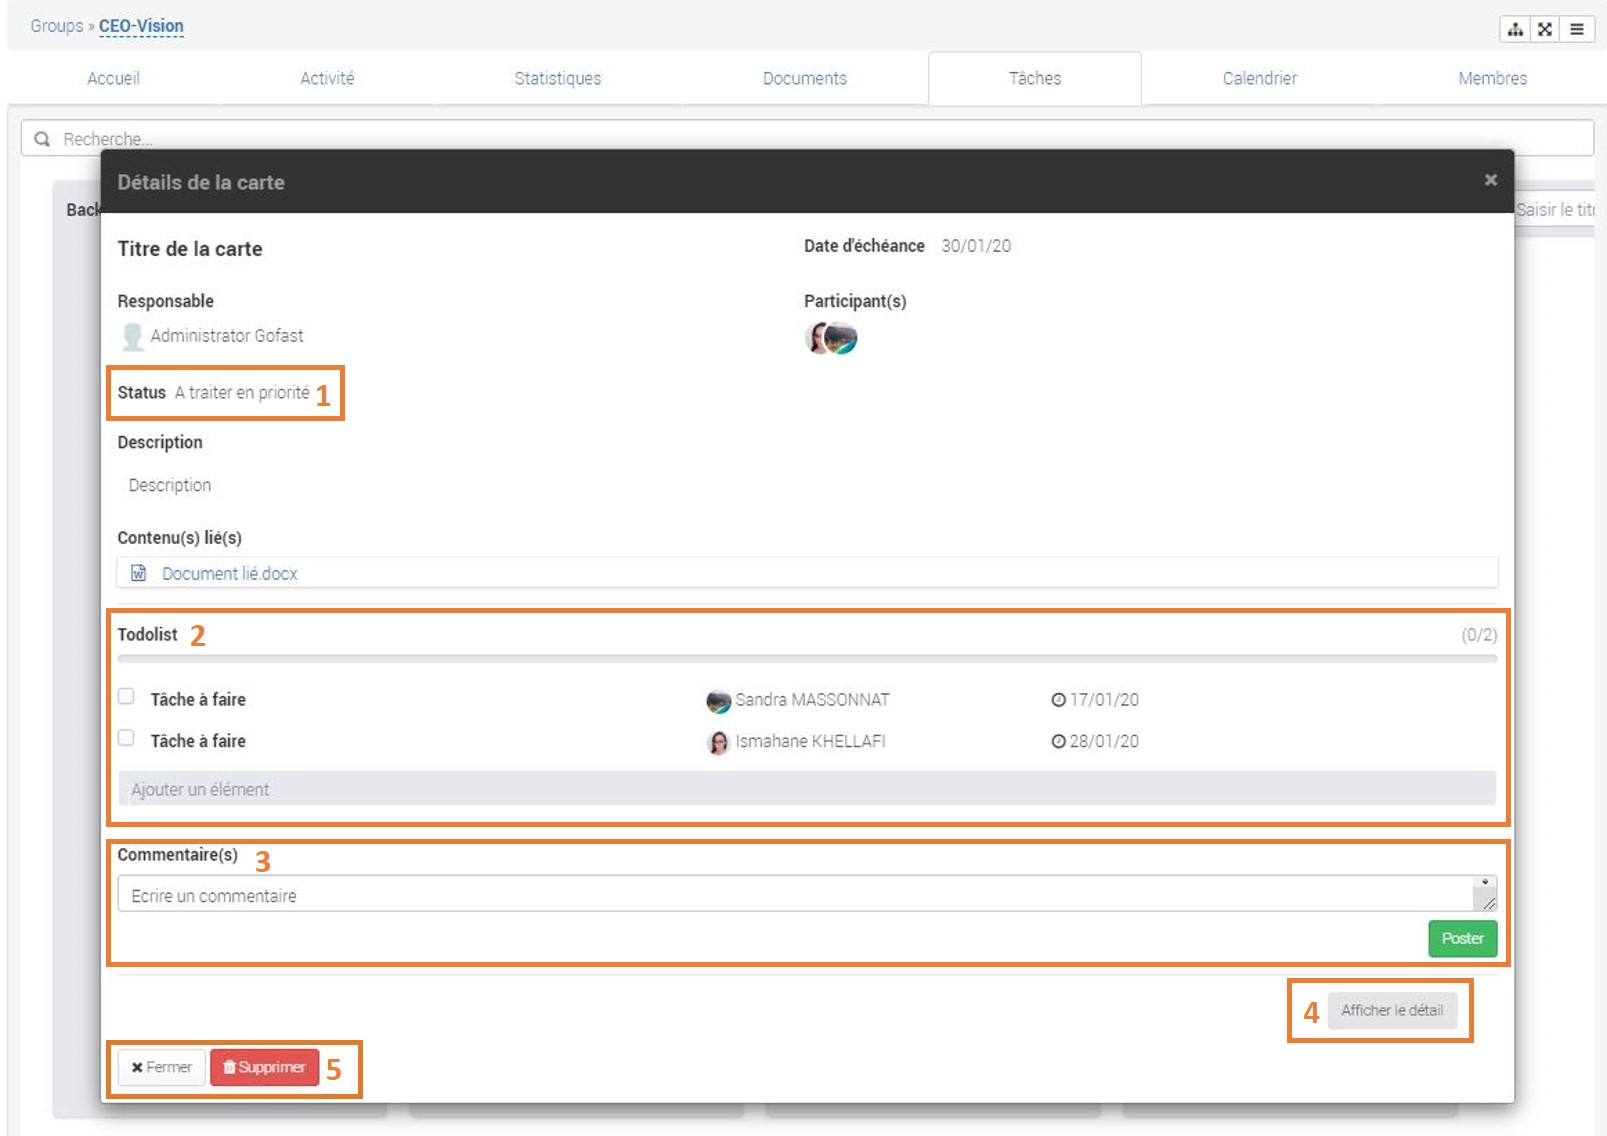 Groups » CEO-Vision
Accueil Activité Statistiques Documents Tâches Calendrier Membres
Recherche...
Back
Saisir le tit
Détails de la carte ×
Titre de la carte
Date d'échéance 30/01/20
Responsable
Participant(s)
Administrator Gofast
Status A traiter en priorité 1
Description
Description
Contenu(s) lié(s)
Document lié.docx
Todolist 2 (0/2)
Tâche à faire Sandra MASSONNAT 17/01/20
Tâche à faire Ismahane KHELLAFI 28/01/20
Ajouter un élément
Commentaire(s) 3
Ecrire un commentaire
Poster
4 Afficher le détail
Fermer Supprimer 5